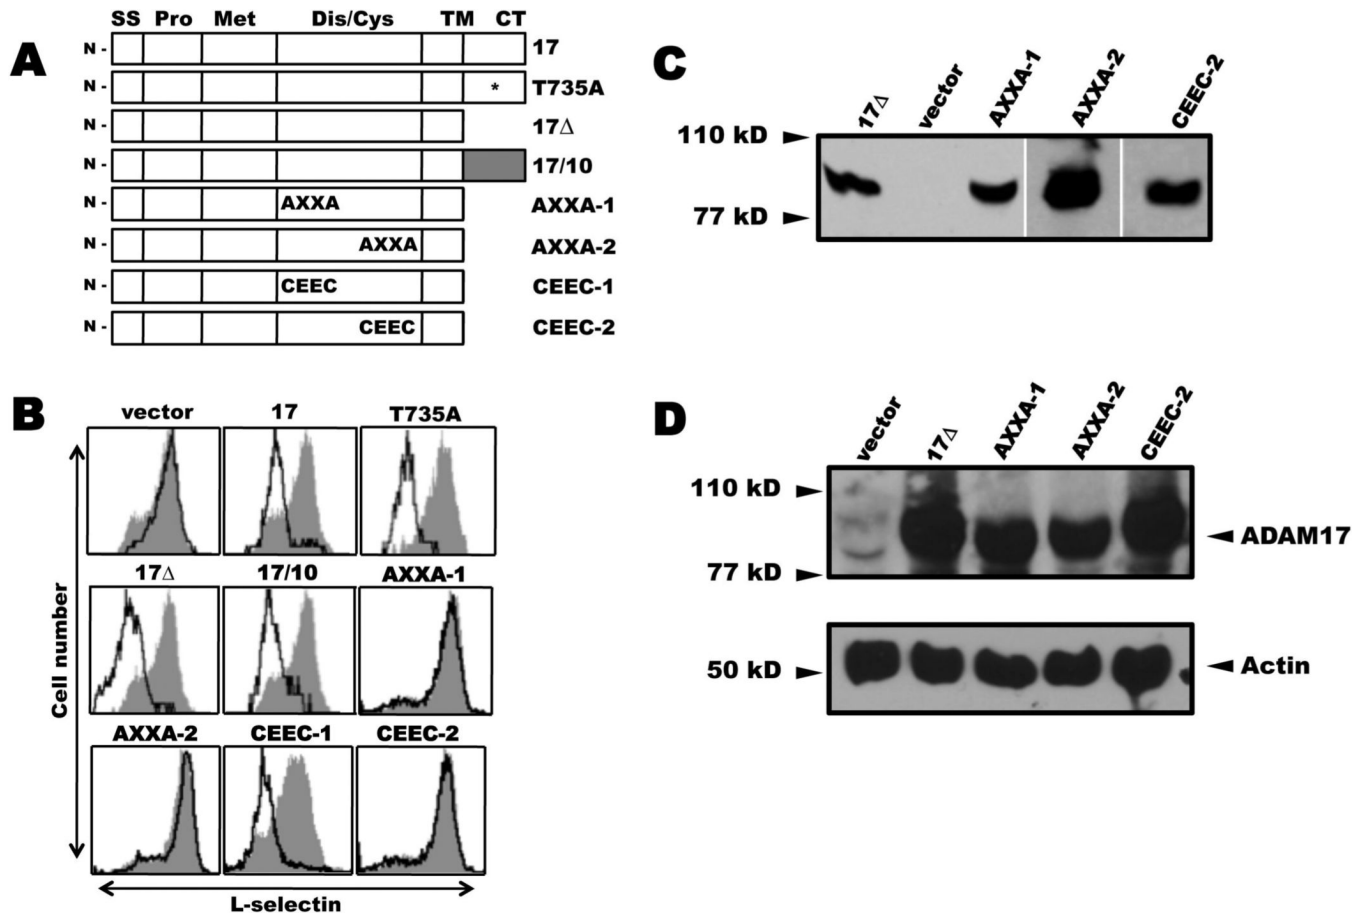 A
SS Pro Met Dis/Cys TM CT
N - 17
N - * T735A
N - 17Δ
N - 17/10
N - AXXA AXXA-1
N - AXXA AXXA-2
N - CEEC CEEC-1
N - CEEC CEEC-2
B
vector 17 T735A
17Δ 17/10 AXXA-1
AXXA-2 CEEC-1 CEEC-2
Cell number
L-selectin
C
17Δ vector AXXA-1 AXXA-2 CEEC-2
110 kD
77 kD
D
vector 17Δ AXXA-1 AXXA-2 CEEC-2
110 kD
ADAM17
77 kD
50 kD Actin